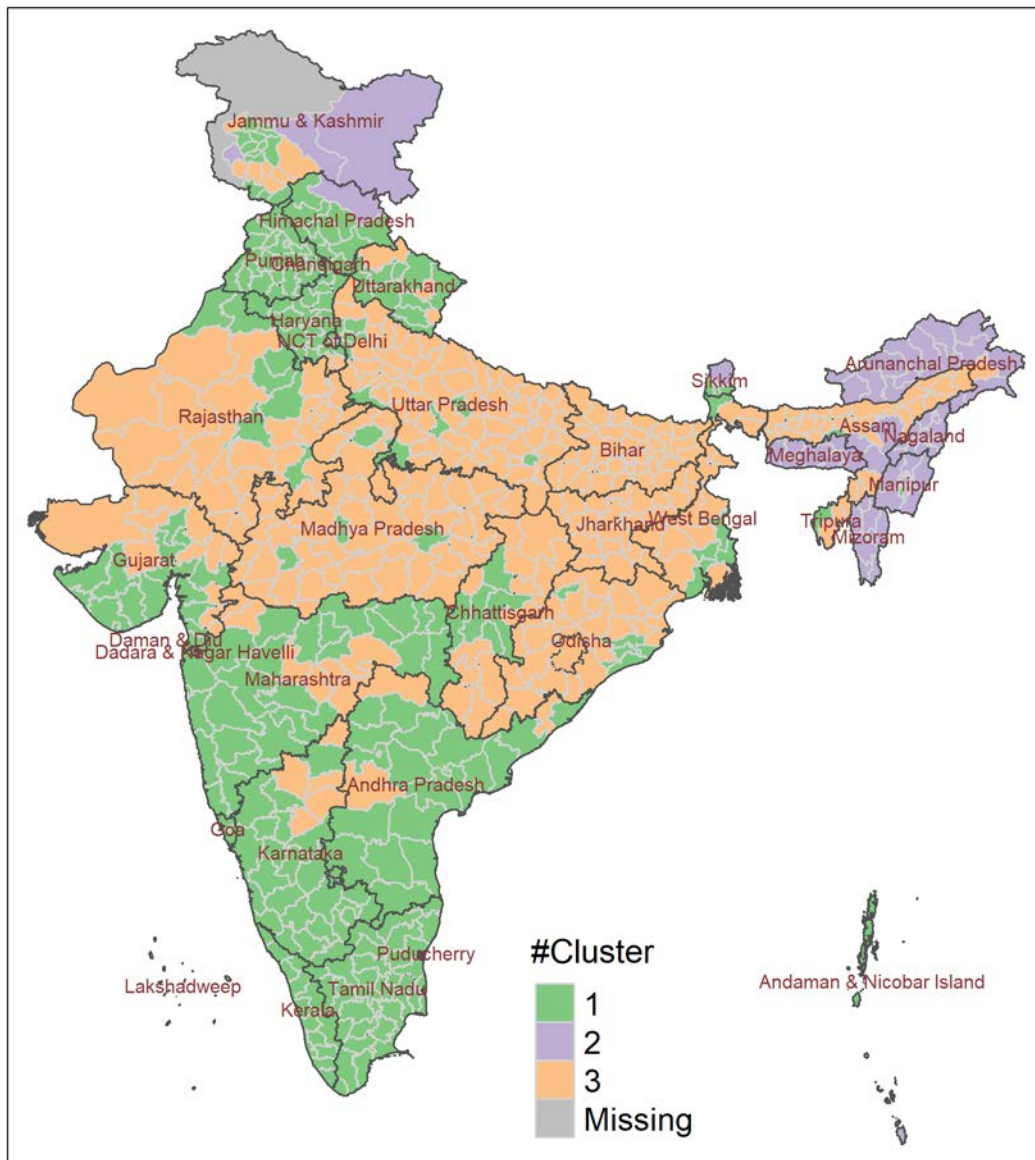 Jammu & Kashmir
Himachal Pradesh
Punjab
Chandigarh
Uttarakhand
Haryana
NCT of Delhi
Arunanchal Pradesh
Sikkim
Rajasthan
Uttar Pradesh
Assam
Nagaland
Bihar
Meghalaya
Manipur
Madhya Pradesh
Jharkhand
West Bengal
Tripura
Mizoram
Gujarat
Chhattisgarh
Daman & Diu
Odisha
Dadara & Nagar Havelli
Maharashtra
Andhra Pradesh
Goa
Karnataka
Puducherry
Lakshadweep
Tamil Nadu
Andaman & Nicobar Island
Kerala
#Cluster
1
2
3
Missing